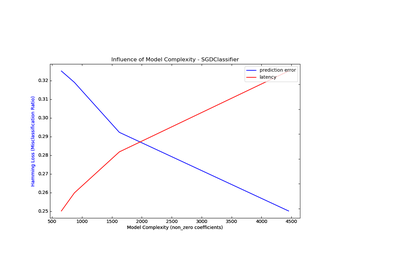 Influence of Model Complexity - SGDClassifier
prediction error
latency
0.32
0.31
0.30
0.29
0.28
0.27
0.26
0.25
Hamming Loss (Misclassification Ratio)
500 1000 1500 2000 2500 3000 3500 4000 4500
Model Complexity (non_zero coefficients)